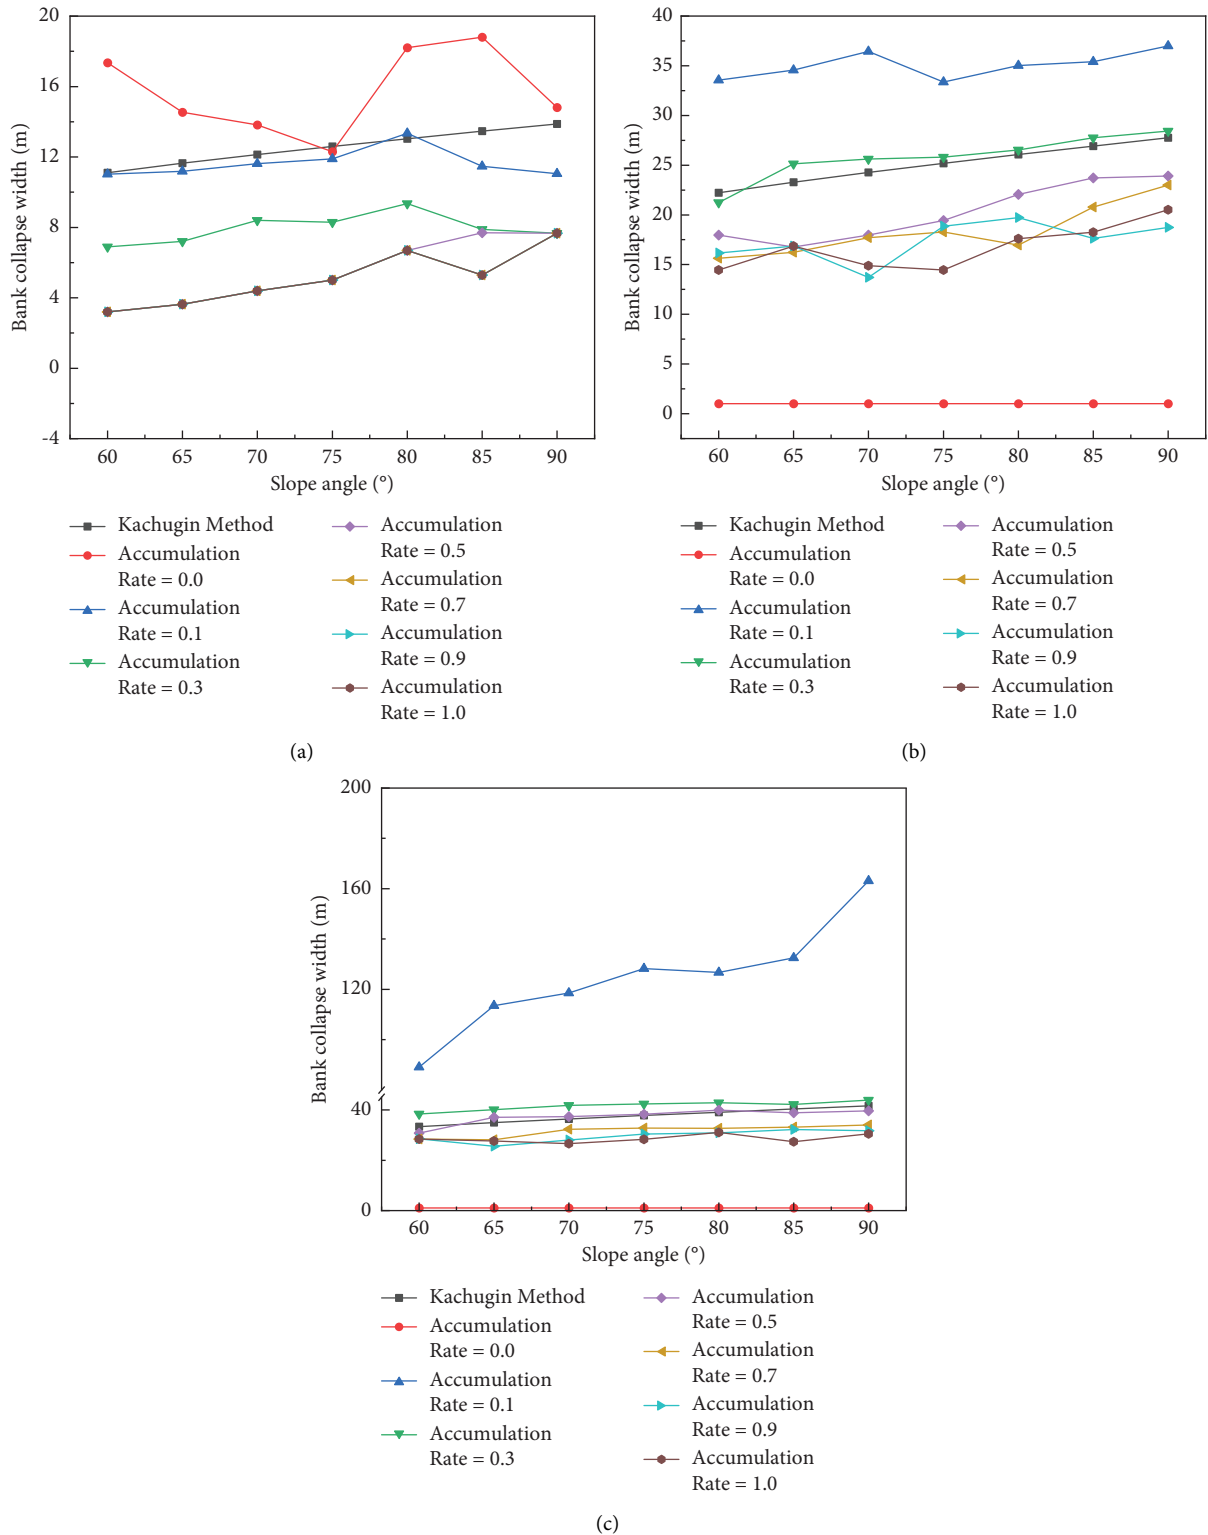 20
16
12
8
4
0
-4
Bank collapse width (m)
60 65 70 75 80 85 90
Slope angle (°)
Kachugin Method
Accumulation
Rate = 0.0
Accumulation
Rate = 0.1
Accumulation
Rate = 0.3
Accumulation
Rate = 0.5
Accumulation
Rate = 0.7
Accumulation
Rate = 0.9
Accumulation
Rate = 1.0
(a)
40
35
30
25
20
15
10
5
0
Bank collapse width (m)
60 65 70 75 80 85 90
Slope angle (°)
Kachugin Method
Accumulation
Rate = 0.0
Accumulation
Rate = 0.1
Accumulation
Rate = 0.3
Accumulation
Rate = 0.5
Accumulation
Rate = 0.7
Accumulation
Rate = 0.9
Accumulation
Rate = 1.0
(b)
200
160
120
40
0
Bank collapse width (m)
60 65 70 75 80 85 90
Slope angle (°)
Kachugin Method
Accumulation
Rate = 0.0
Accumulation
Rate = 0.1
Accumulation
Rate = 0.3
Accumulation
Rate = 0.5
Accumulation
Rate = 0.7
Accumulation
Rate = 0.9
Accumulation
Rate = 1.0
(c)